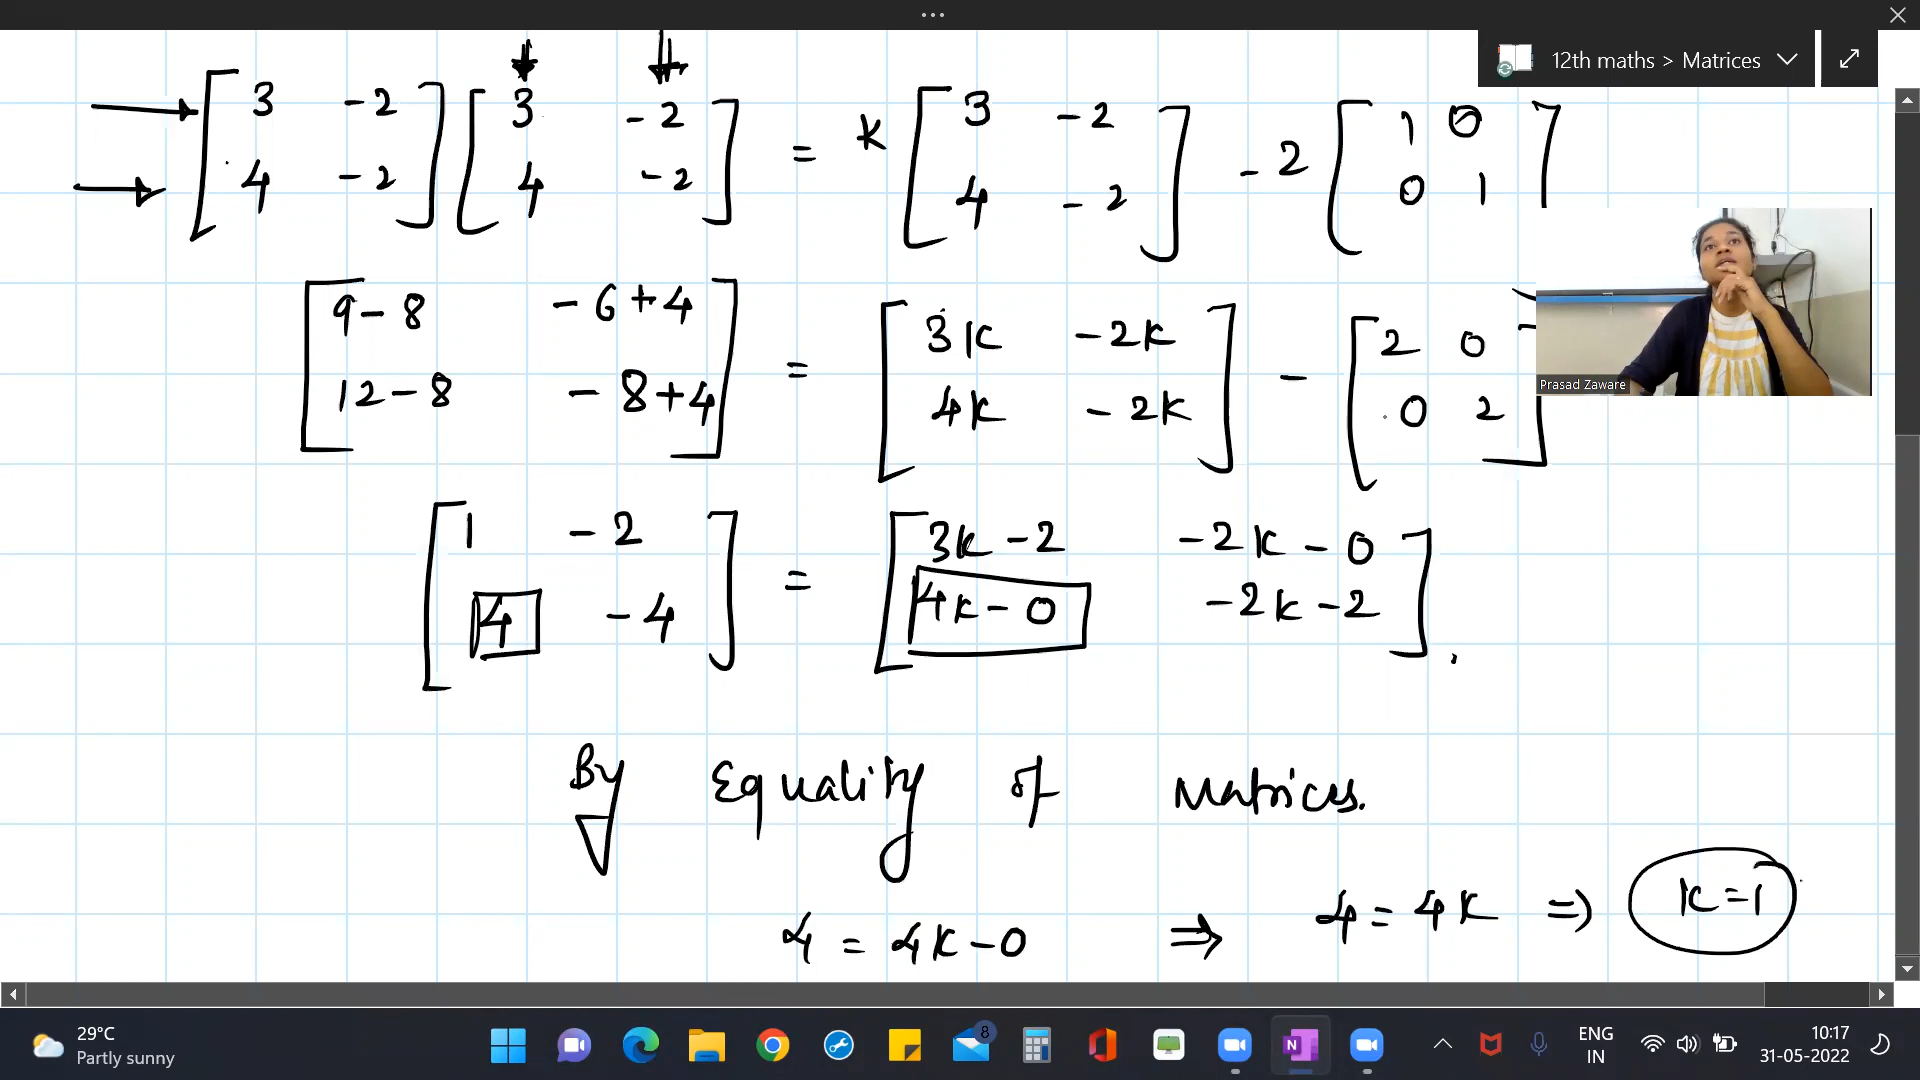 12th maths > Matrices
[3 -2] [3 -2] = k [3 -2] - 2 [1 0]
[4 -2] [4 -2] [4 -2] [0 1]
[9-8 -6+4] = [3k -2k] - [2 0]
[12-8 -8+4] [4k -2k] [0 2]
Prasad Zaware
[1 -2] = [3k-2 -2k-0]
[4 -4] [4k-0 -2k-2].
By Equality of Matrices.
4 = 4k-0 ⇒ 4 = 4k ⇒ k=1
29°C
Partly sunny
8
N
ENG
IN
10:17
31-05-2022